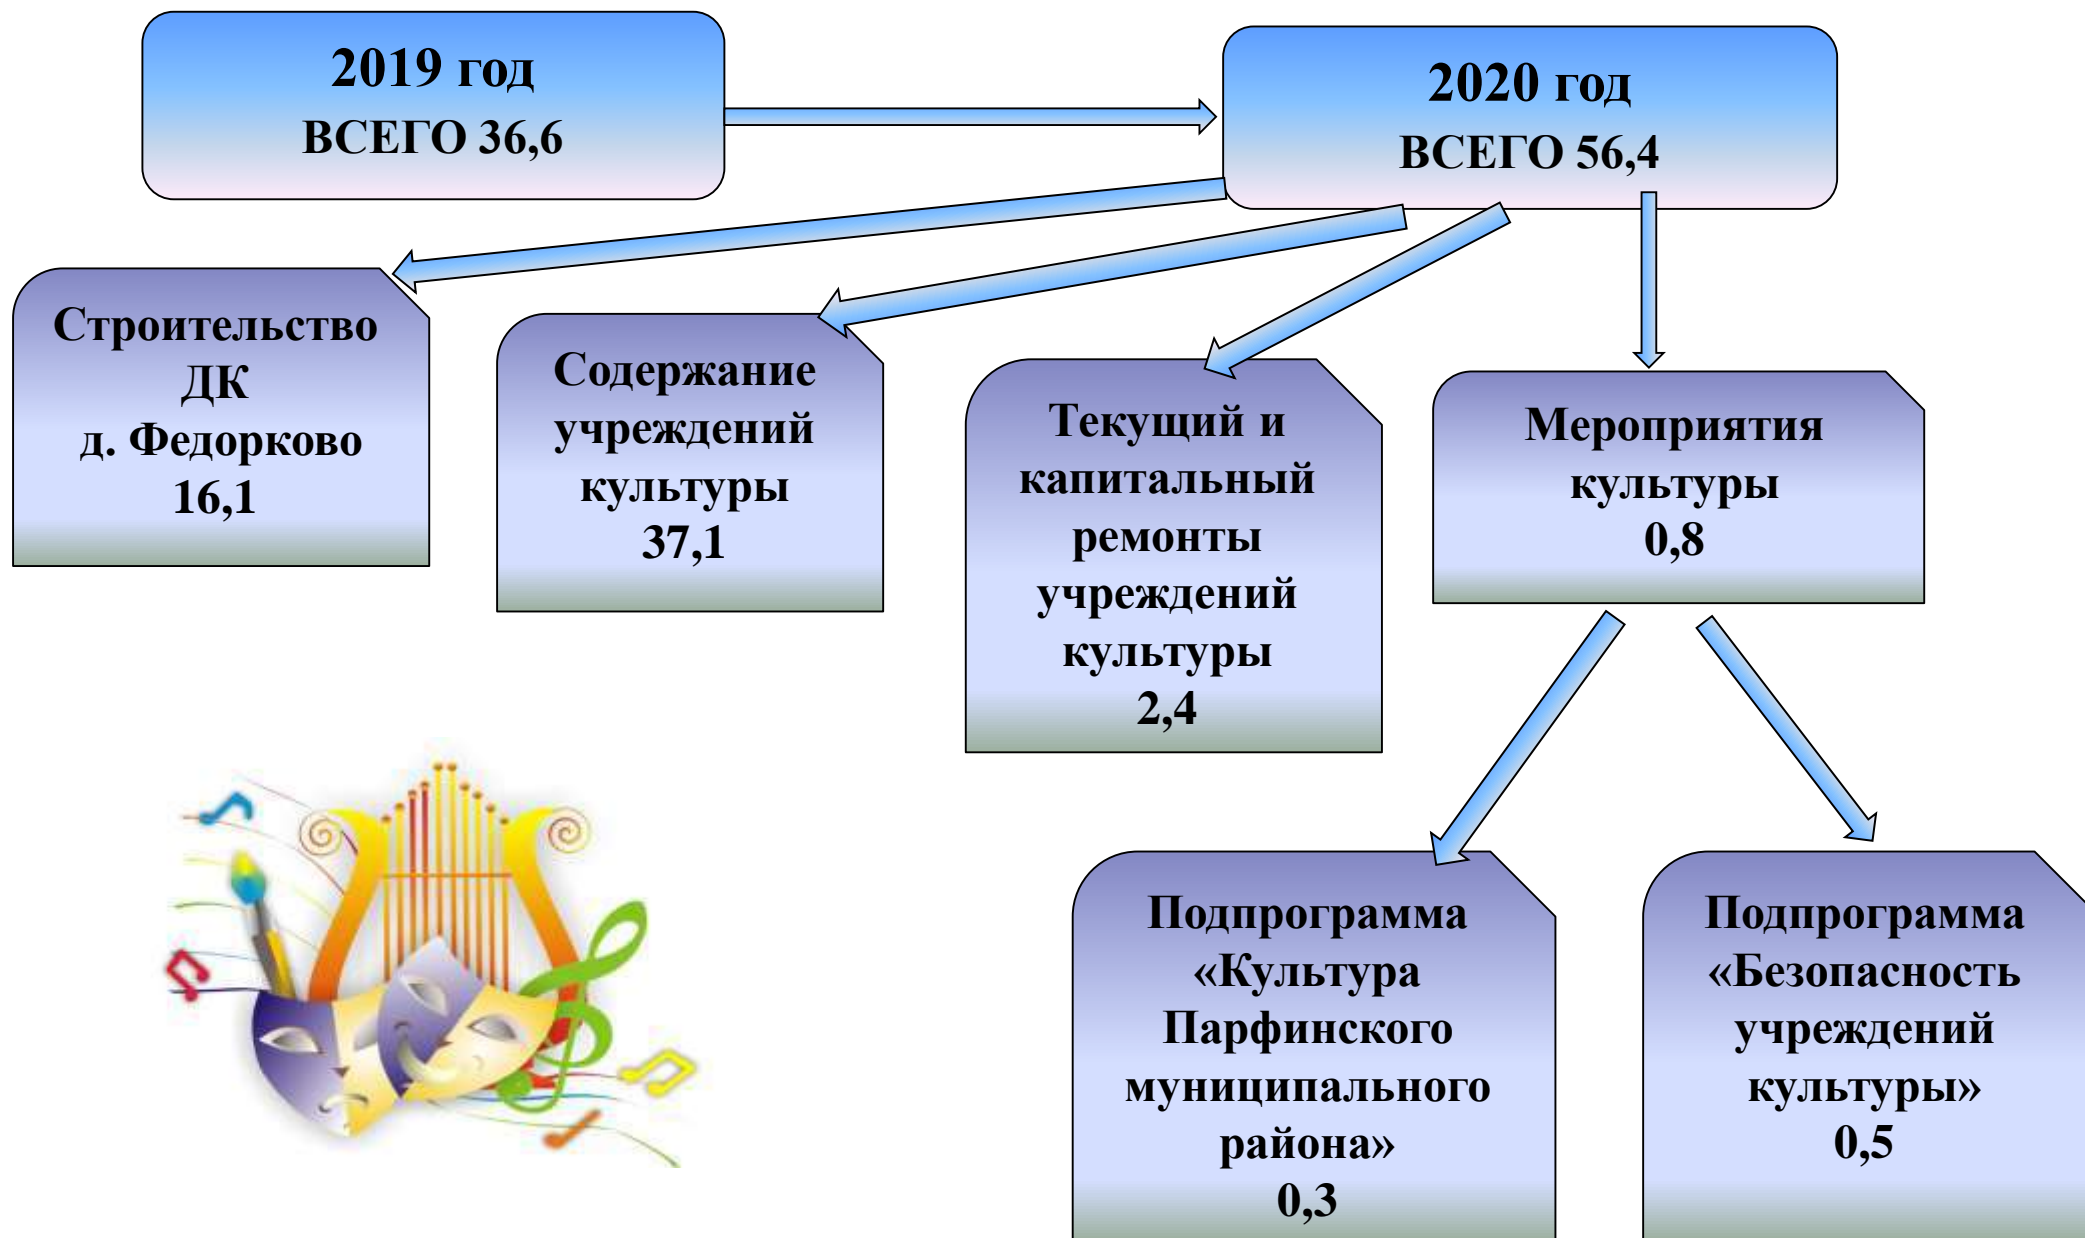 2019 год
ВСЕГО 36,6
2020 год
ВСЕГО 56,4
Строительство
ДК
д. Федорково
16,1
Содержание
учреждений
культуры
37,1
Текущий и
капитальный
ремонты
учреждений
культуры
2,4
Мероприятия
культуры
0,8
Подпрограмма
«Культура
Парфинского
муниципального
района»
0,3
Подпрограмма
«Безопасность
учреждений
культуры»
0,5